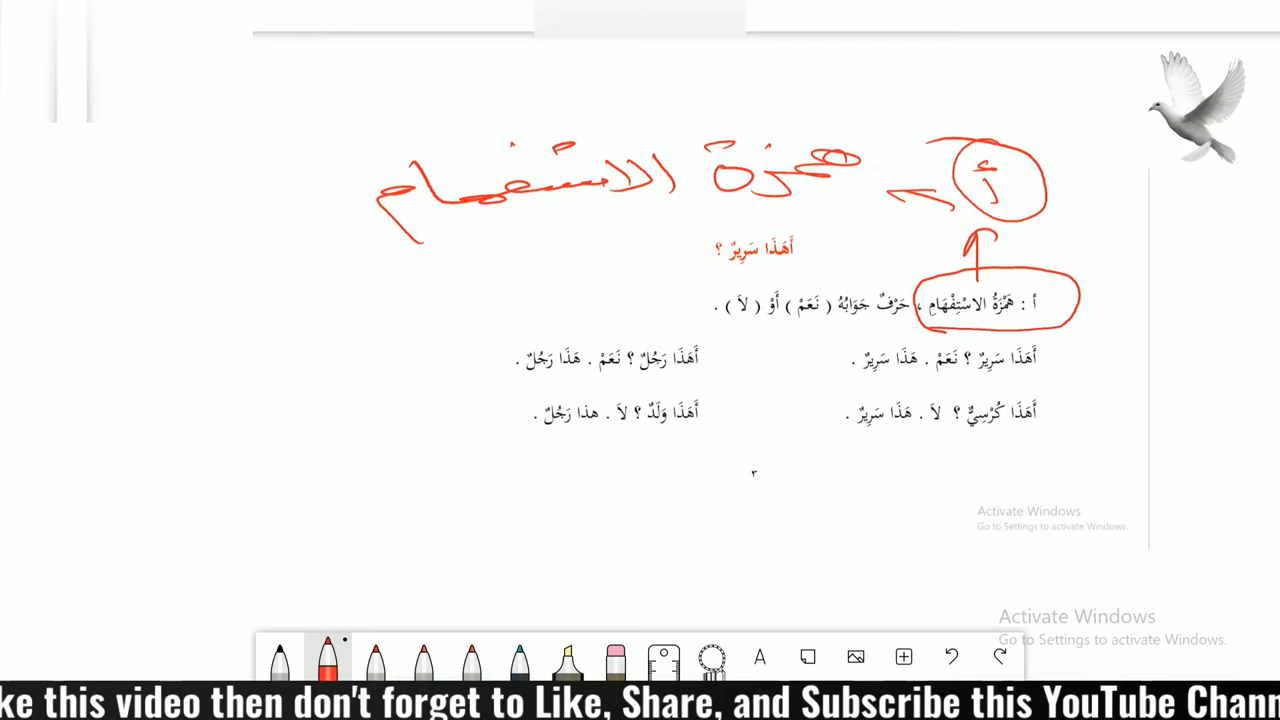 أ
همزة الاستفهام
أَهَذَا سَرِيرٌ ؟
أ : هَمْزَةُ الاسْتِفْهَامِ ، حَرْفٌ جَوَابُهُ ( نَعَمْ ) أَوْ ( لاَ ) .
أَهَذَا سَرِيرٌ ؟ نَعَمْ . هَذَا سَرِيرٌ . أَهَذَا رَجُلٌ ؟ نَعَمْ . هَذَا رَجُلٌ .
أَهَذَا كُرْسِيٌّ ؟ لاَ . هَذَا سَرِيرٌ . أَهَذَا وَلَدٌ ؟ لاَ . هذا رَجُلٌ .
٣
Activate Windows
Go to Settings to activate Windows.
Activate Windows
Go to Settings to activate Windows.
A
ke this video then don't forget to Like, Share, and Subscribe this YouTube Chan